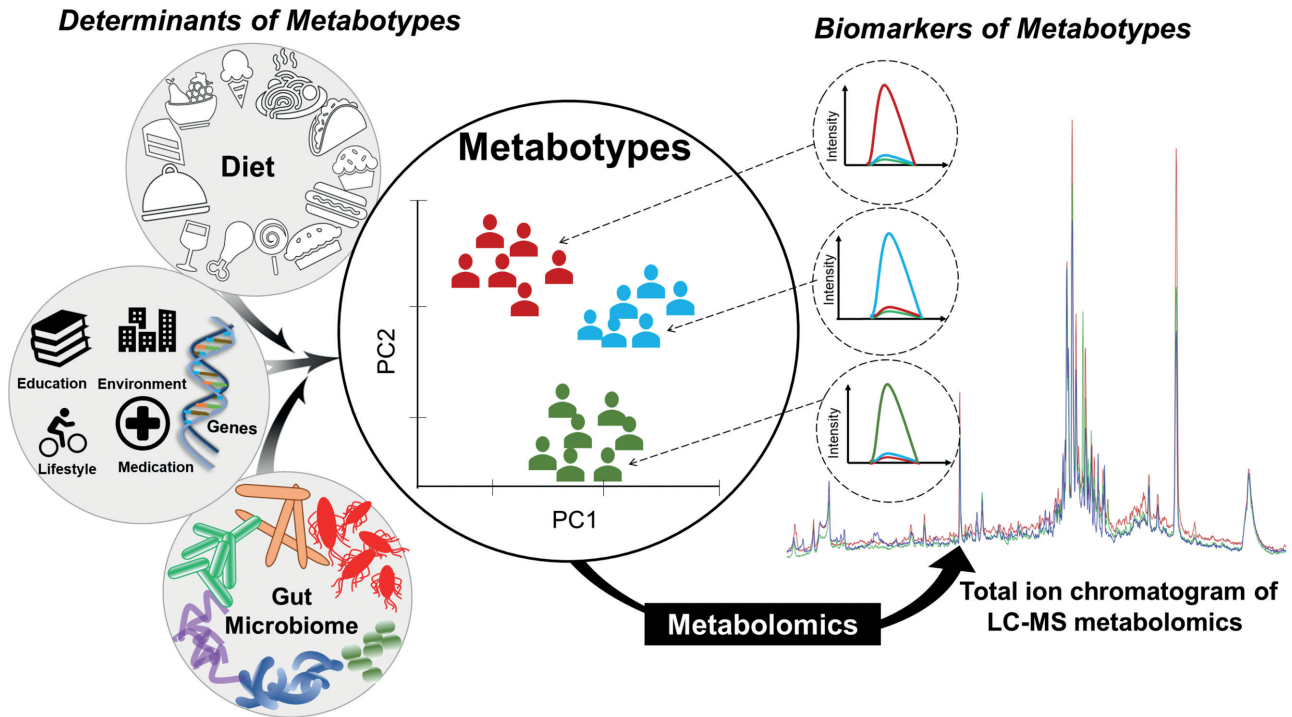 Determinants of Metabotypes
Biomarkers of Metabotypes
Diet
Metabotypes
PC2
PC1
Education
Environment
Genes
Lifestyle
Medication
Gut
Microbiome
Intensity
Intensity
Intensity
Metabolomics
Total ion chromatogram of
LC-MS metabolomics